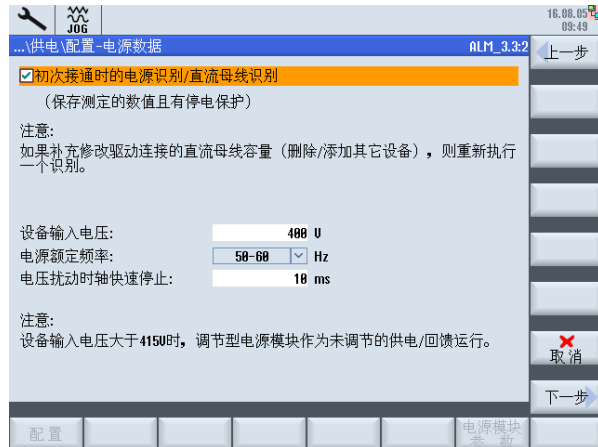 JOG
16.08.05
09:49
...\供电\配置-电源数据
ALM_3.3:2
上一步
初次接通时的电源识别/直流母线识别
（保存测定的数值且有停电保护）
注意:
如果补充修改驱动连接的直流母线容量（删除/添加其它设备），则重新执行
一个识别。
设备输入电压: 400 V
电源额定频率: 50-60 Hz
电压扰动时轴快速停止: 10 ms
注意:
设备输入电压大于415V时，调节型电源模块作为未调节的供电/回馈运行。
取消
下一步
配置
电源模块
参数